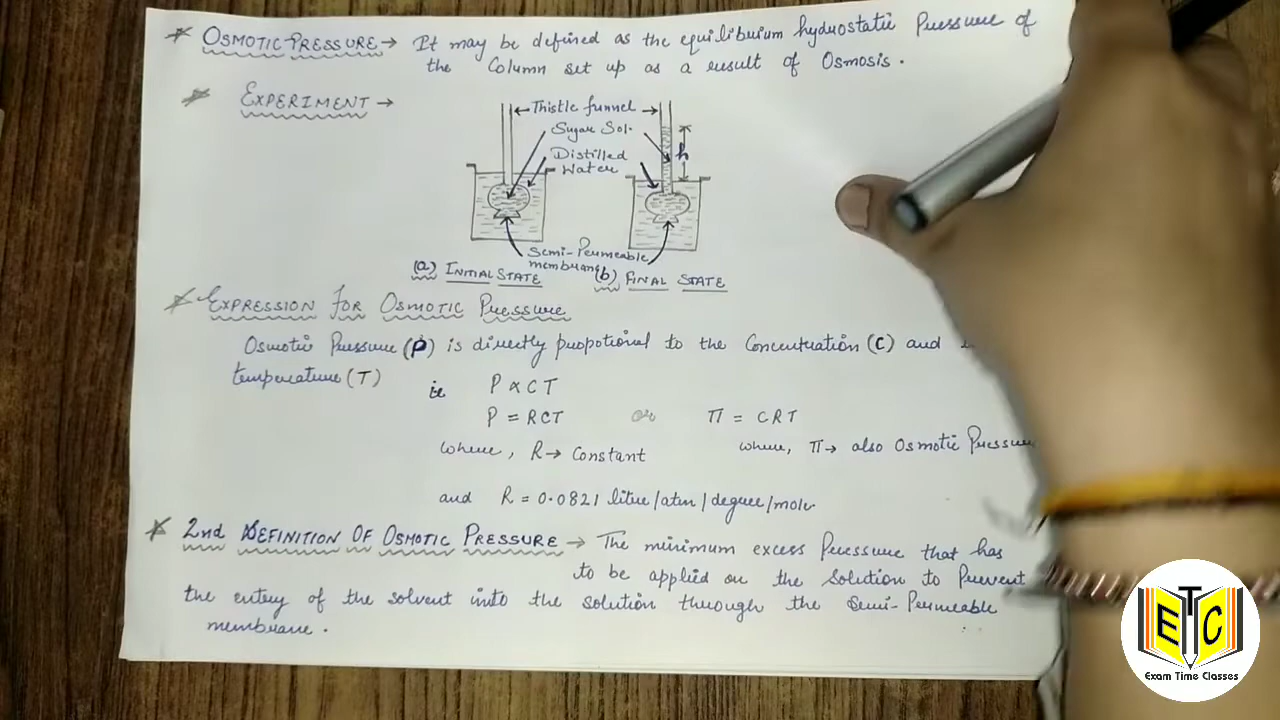 * OSMOTIC PRESSURE → It may be defined as the equilibrium hydrostatic Pressure of
the Column set up as a result of Osmosis.
* EXPERIMENT →
Thistle funnel
Sugar Sol.
Distilled
Water
h
Semi-Permeable
membrane
(a) INITIAL STATE
(b) FINAL STATE
* EXPRESSION FOR OSMOTIC PRESSURE
Osmotic Pressure (P) is directly propotional to the Concentration (C) and
temperature (T)
ie P ∝ CT
P = RCT or π = CRT
where, R → Constant where, π → also Osmotic Pressure
and R = 0.0821 litre/atm/degree/mole
* 2nd DEFINITION OF OSMOTIC PRESSURE → The minimum excess Pressure that has
to be applied on the solution to Prevent
the entery of the solvent into the solution through the Semi-Permeable
membrane.
ETC
Exam Time Classes